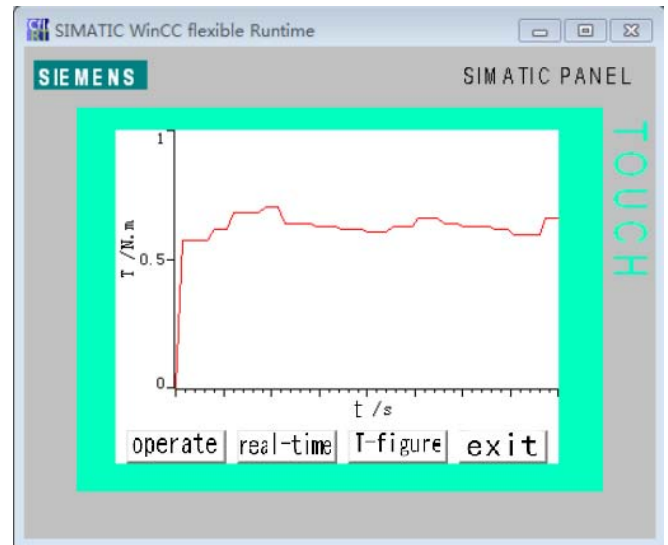 SIMATIC WinCC flexible Runtime
SIEMENS
SIMATIC PANEL
TOUCH
1
T/N.m
0.5
0
t/s
operate real-time T-figure exit